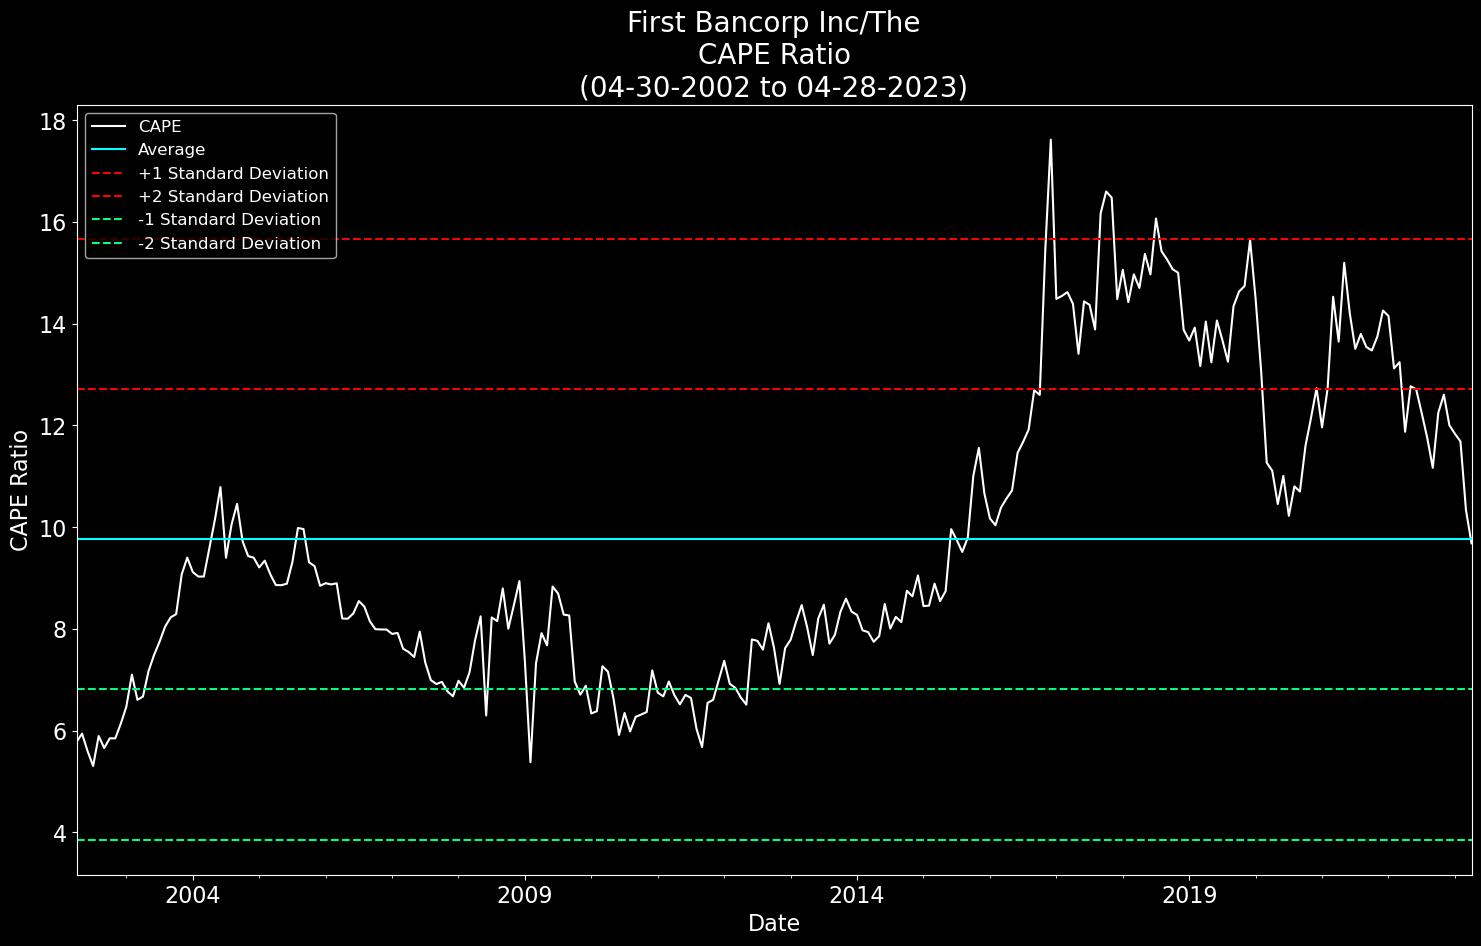 First Bancorp Inc/The
CAPE Ratio
(04-30-2002 to 04-28-2023)
CAPE
Average
+1 Standard Deviation
+2 Standard Deviation
-1 Standard Deviation
-2 Standard Deviation
18
16
14
12
10
8
6
4
CAPE Ratio
2004
2009
2014
2019
Date